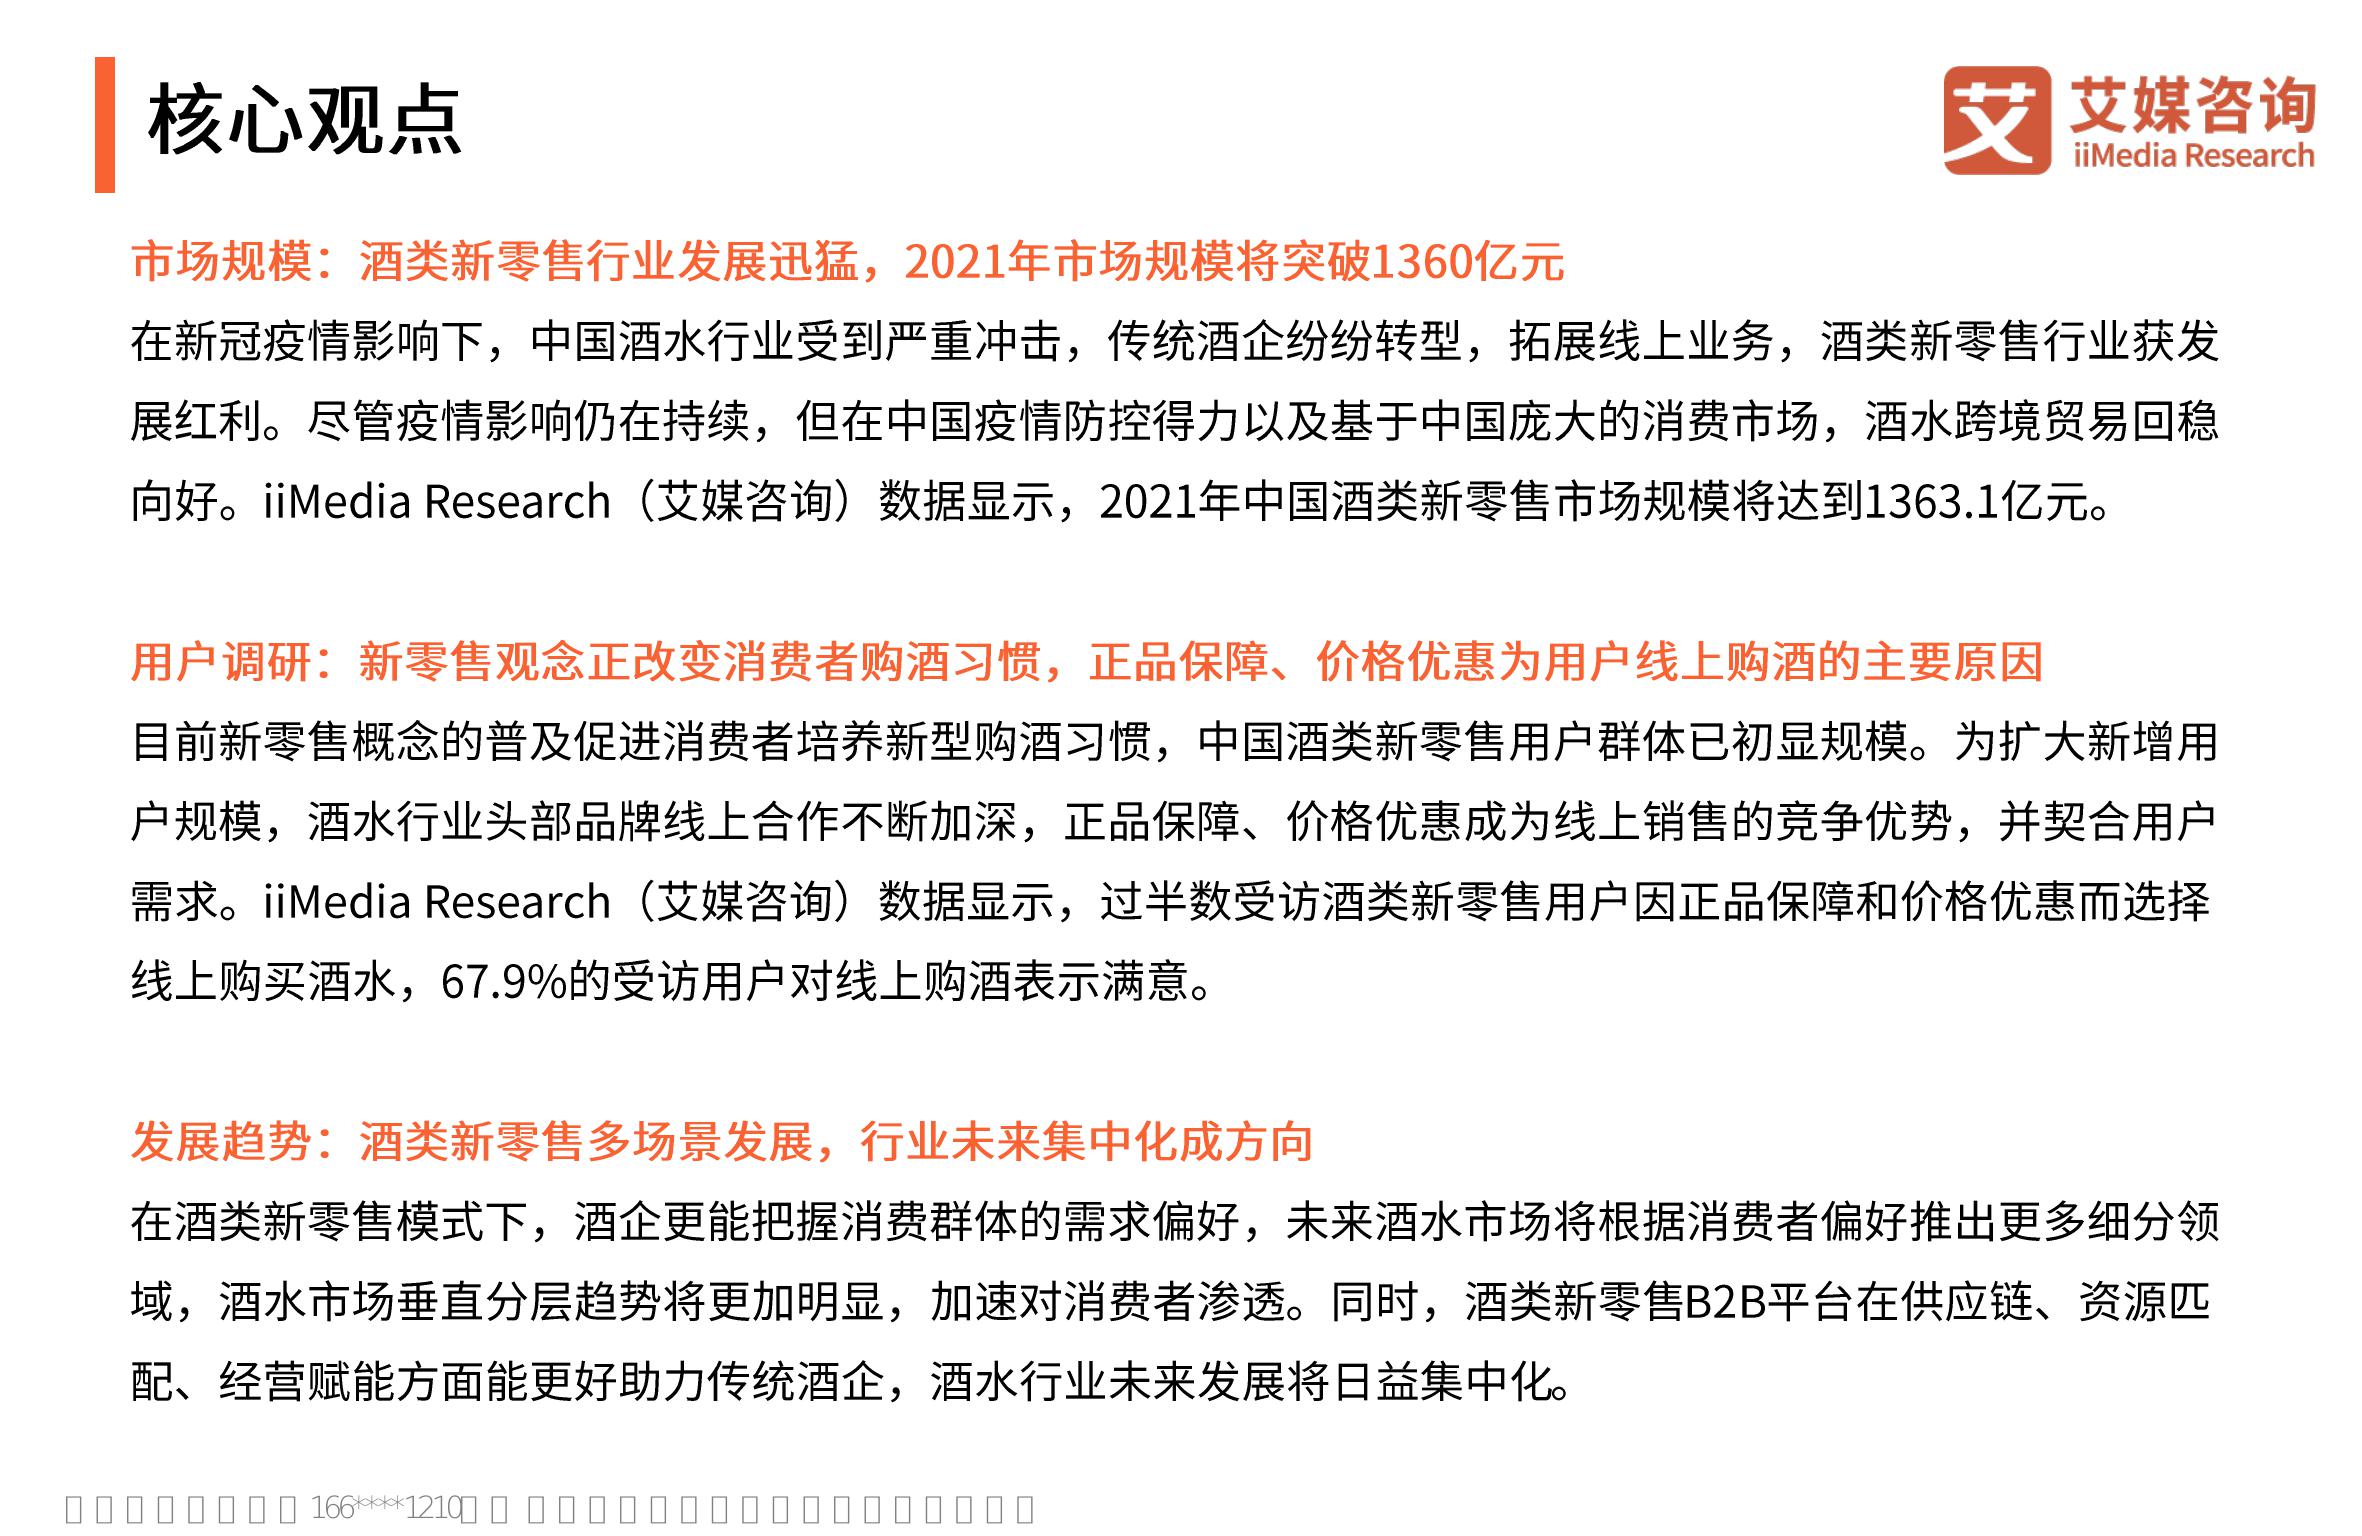 核心观点
艾 艾媒咨询
iiMedia Research
市场规模：酒类新零售行业发展迅猛，2021年市场规模将突破1360亿元
在新冠疫情影响下，中国酒水行业受到严重冲击，传统酒企纷纷转型，拓展线上业务，酒类新零售行业获发
展红利。尽管疫情影响仍在持续，但在中国疫情防控得力以及基于中国庞大的消费市场，酒水跨境贸易回稳
向好。iiMedia Research（艾媒咨询）数据显示，2021年中国酒类新零售市场规模将达到1363.1亿元。
用户调研：新零售观念正改变消费者购酒习惯，正品保障、价格优惠为用户线上购酒的主要原因
目前新零售概念的普及促进消费者培养新型购酒习惯，中国酒类新零售用户群体已初显规模。为扩大新增用
户规模，酒水行业头部品牌线上合作不断加深，正品保障、价格优惠成为线上销售的竞争优势，并契合用户
需求。iiMedia Research（艾媒咨询）数据显示，过半数受访酒类新零售用户因正品保障和价格优惠而选择
线上购买酒水，67.9%的受访用户对线上购酒表示满意。
发展趋势：酒类新零售多场景发展，行业未来集中化成方向
在酒类新零售模式下，酒企更能把握消费群体的需求偏好，未来酒水市场将根据消费者偏好推出更多细分领
域，酒水市场垂直分层趋势将更加明显，加速对消费者渗透。同时，酒类新零售B2B平台在供应链、资源匹
配、经营赋能方面能更好助力传统酒企，酒水行业未来发展将日益集中化。
166****1210